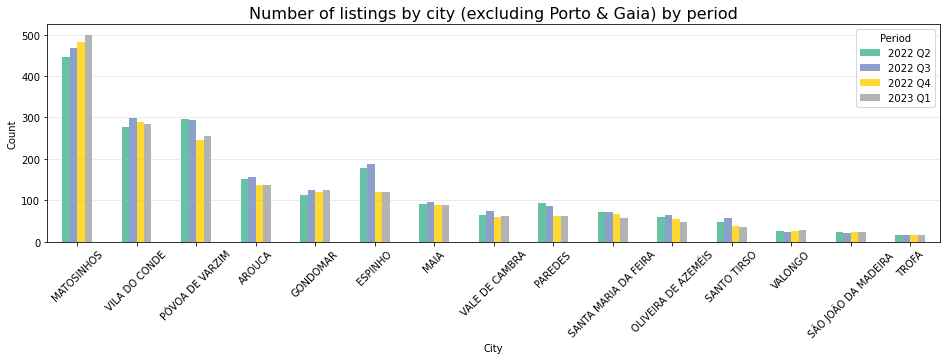 Number of listings by city (excluding Porto & Gaia) by period
Period
2022 Q2
2022 Q3
2022 Q4
2023 Q1
Count
500
400
300
200
100
0
MATOSINHOS
VILA DO CONDE
PÓVOA DE VARZIM
AROUCA
GONDOMAR
ESPINHO
MAIA
VALE DE CAMBRA
PAREDES
SANTA MARIA DA FEIRA
OLIVEIRA DE AZEMÉIS
SANTO TIRSO
VALONGO
SÃO JOÃO DA MADEIRA
TROFA
City